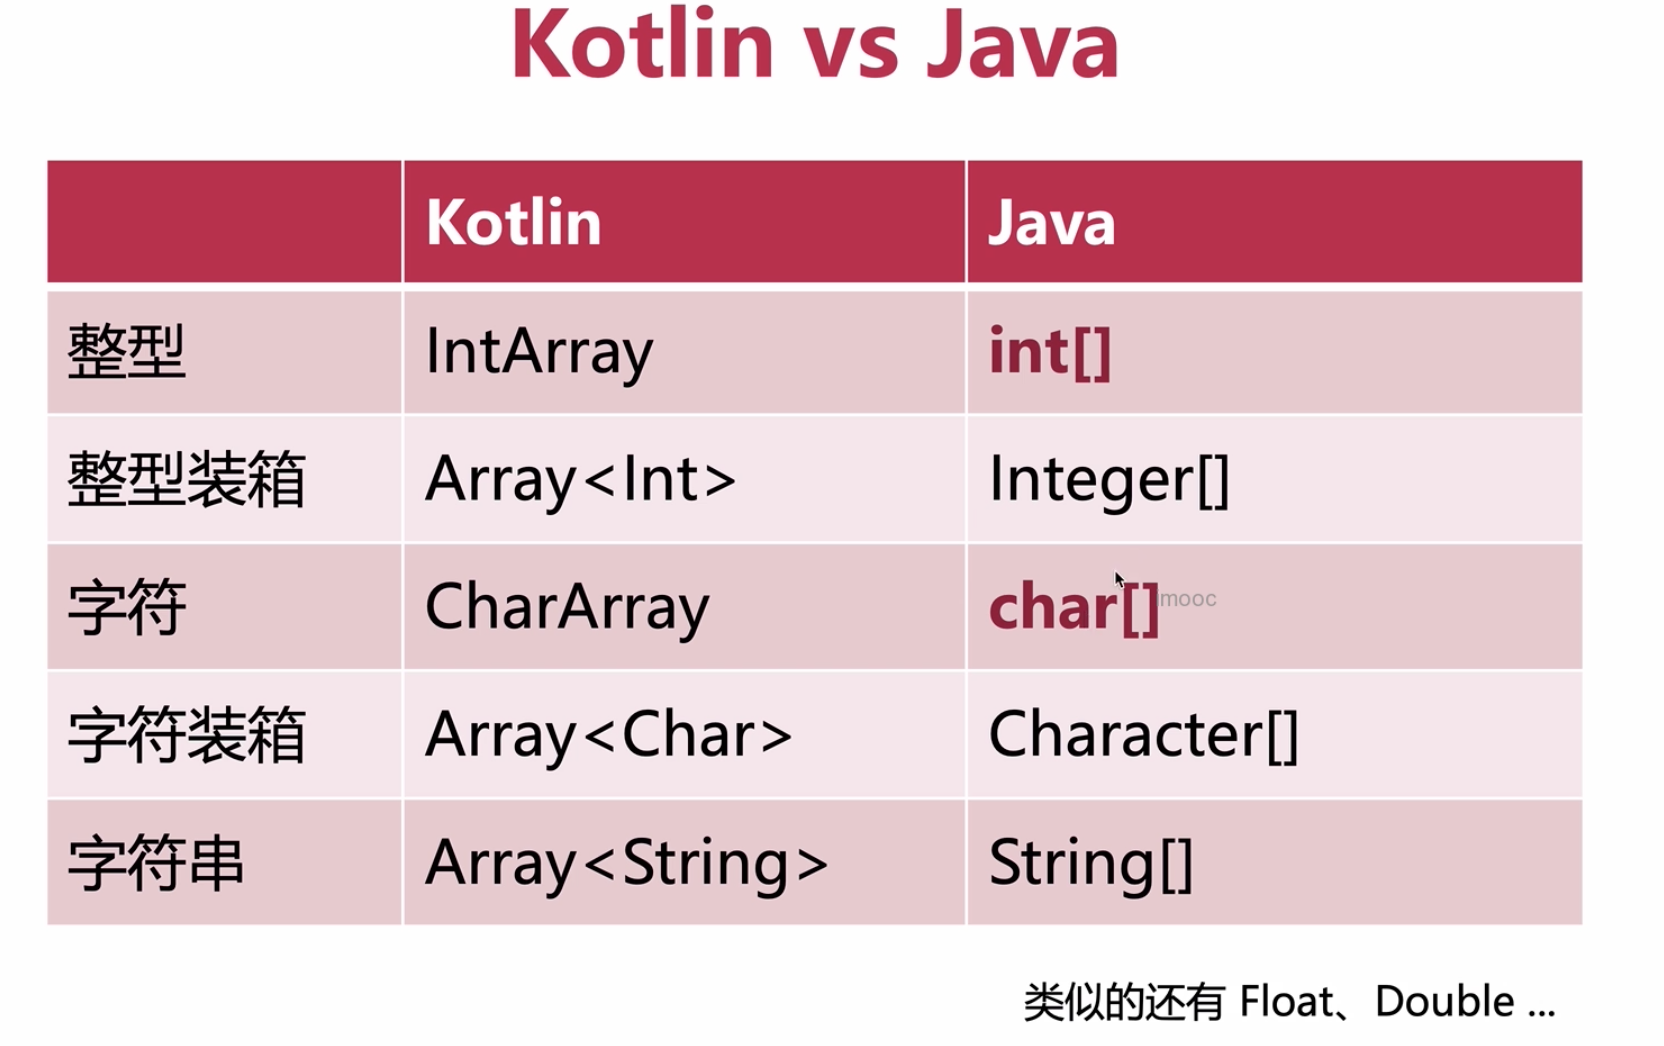 Kotlin vs Java
Kotlin Java
整型 IntArray int[]
整型装箱 Array<Int> Integer[]
字符 CharArray char[]
imooc
字符装箱 Array<Char> Character[]
字符串 Array<String> String[]
类似的还有 Float、Double ...